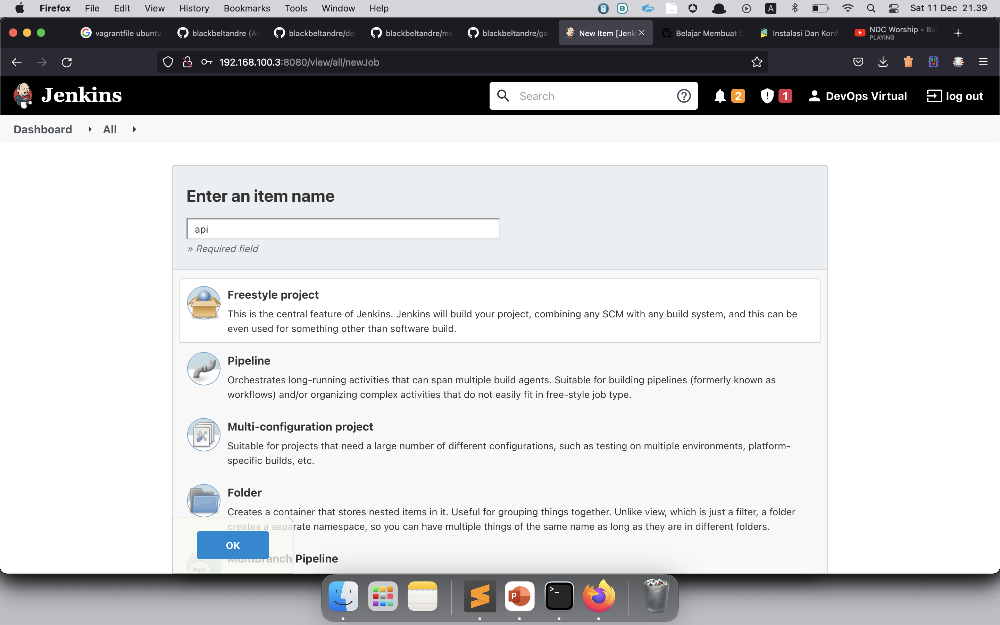 Firefox File Edit View History Bookmarks Tools Window Help
A
Sat 11 Dec 21.39
vagrantfile ubuntu
blackbeltandre (Ar
blackbeltandre/de
blackbeltandre/mo
blackbeltandre/go
New Item [Jenki
Belajar Membuat
Instalasi Dan Konfi
NDC Worship - Bu
PLAYING
192.168.100.3:8080/view/all/newJob
Jenkins
Search
2
1
DevOps Virtual
log out
Dashboard
All
Enter an item name
api
» Required field
Freestyle project
This is the central feature of Jenkins. Jenkins will build your project, combining any SCM with any build system, and this can be
even used for something other than software build.
Pipeline
Orchestrates long-running activities that can span multiple build agents. Suitable for building pipelines (formerly known as
workflows) and/or organizing complex activities that do not easily fit in free-style job type.
Multi-configuration project
Suitable for projects that need a large number of different configurations, such as testing on multiple environments, platform-
specific builds, etc.
Folder
Creates a container that stores nested items in it. Useful for grouping things together. Unlike view, which is just a filter, a folder
creates a separate namespace, so you can have multiple things of the same name as long as they are in different folders.
OK
Multibranch Pipeline
P